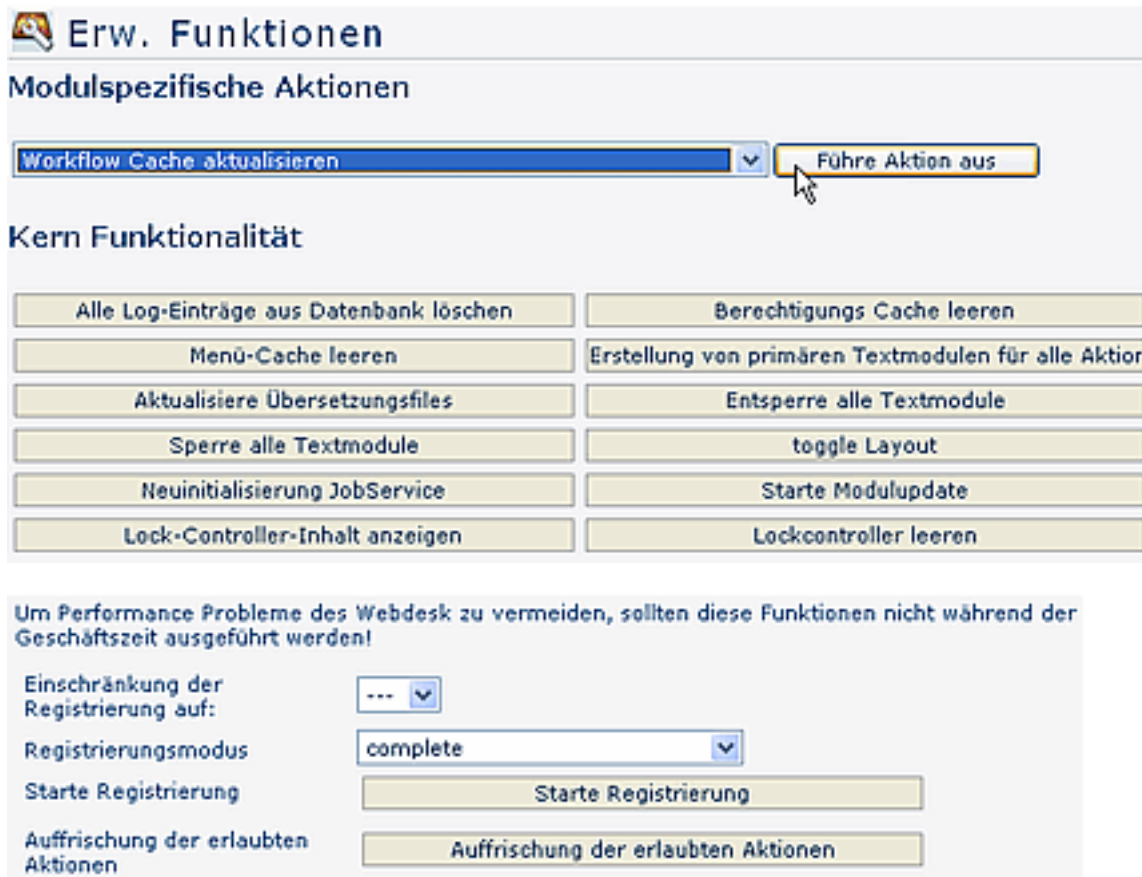 Erw. Funktionen
Modulspezifische Aktionen
Workflow Cache aktualisieren
Führe Aktion aus
Kern Funktionalität
Alle Log-Einträge aus Datenbank löschen
Berechtigungs Cache leeren
Menü-Cache leeren
Erstellung von primären Textmodulen für alle Aktion
Aktualisiere Übersetzungsfiles
Entsperre alle Textmodule
Sperre alle Textmodule
toggle Layout
Neuinitialisierung JobService
Starte Modulupdate
Lock-Controller-Inhalt anzeigen
Lockcontroller leeren
Um Performance Probleme des Webdesk zu vermeiden, sollten diese Funktionen nicht während der
Geschäftszeit ausgeführt werden!
Einschränkung der
Registrierung auf:
---
Registrierungsmodus
complete
Starte Registrierung
Starte Registrierung
Auffrischung der erlaubten
Aktionen
Auffrischung der erlaubten Aktionen